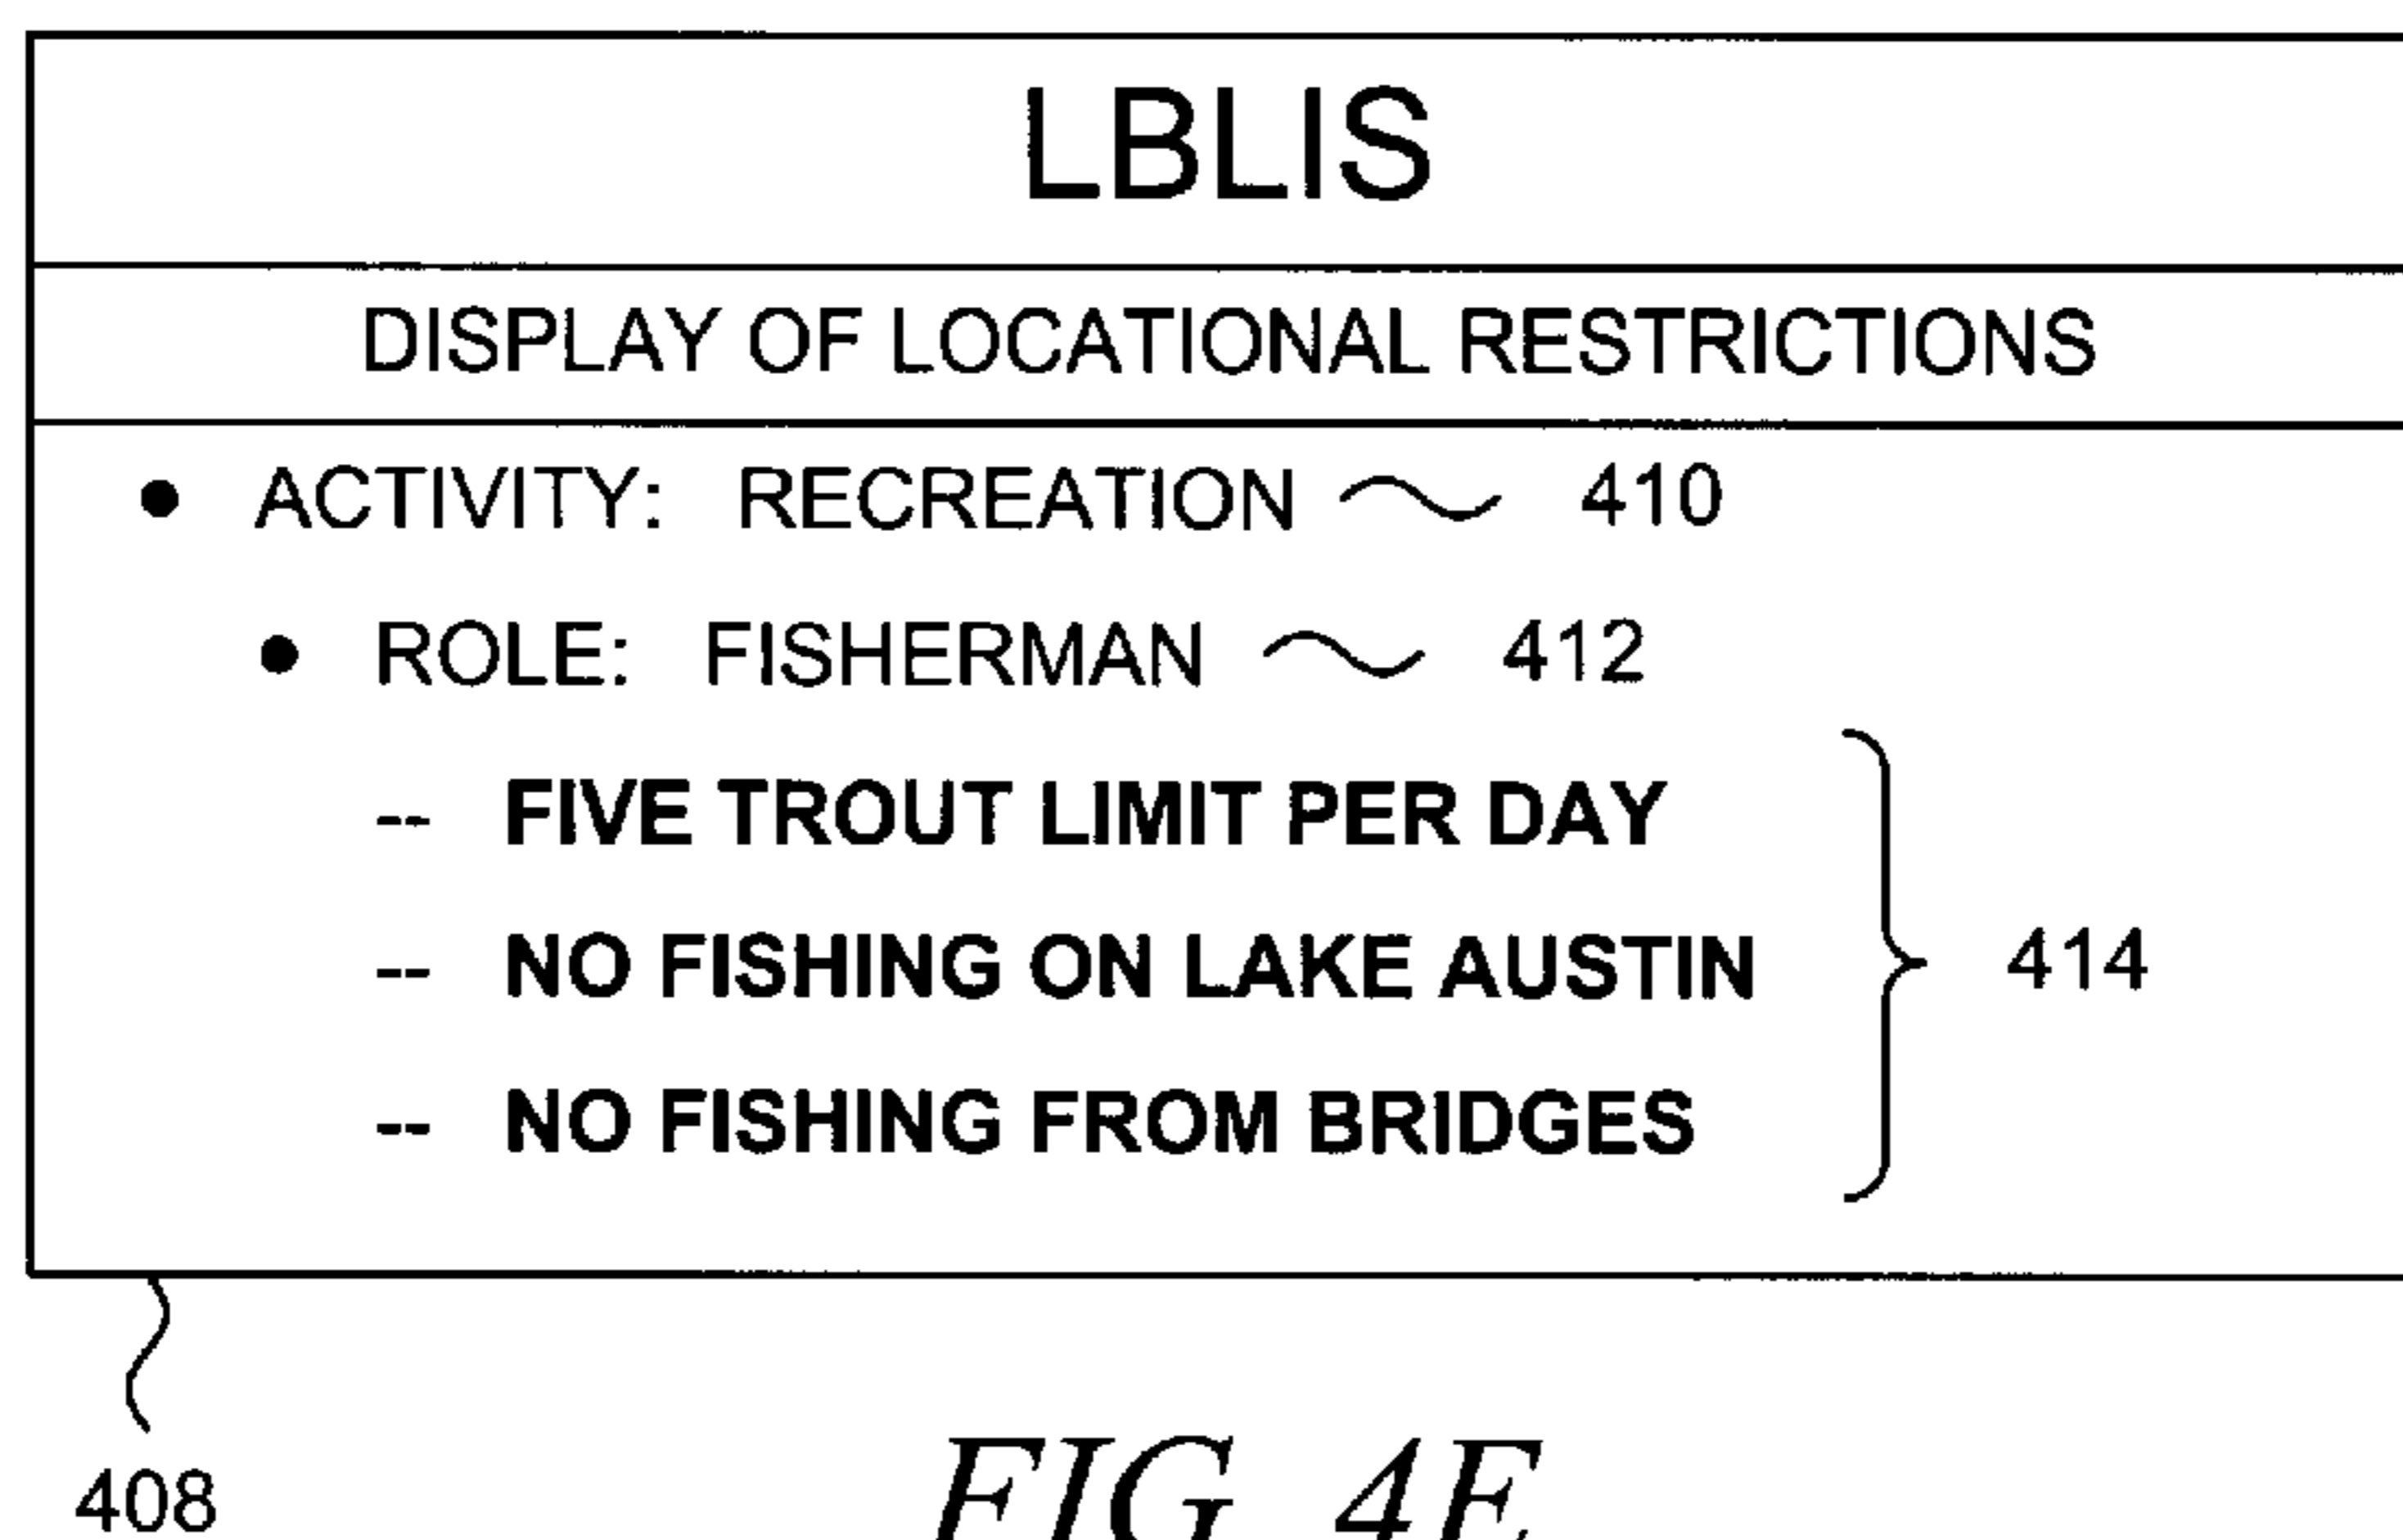 LBLIS
DISPLAY OF LOCATIONAL RESTRICTIONS
• ACTIVITY: RECREATION 410
• ROLE: FISHERMAN 412
-- FIVE TROUT LIMIT PER DAY
-- NO FISHING ON LAKE AUSTIN 414
-- NO FISHING FROM BRIDGES
408
FIG